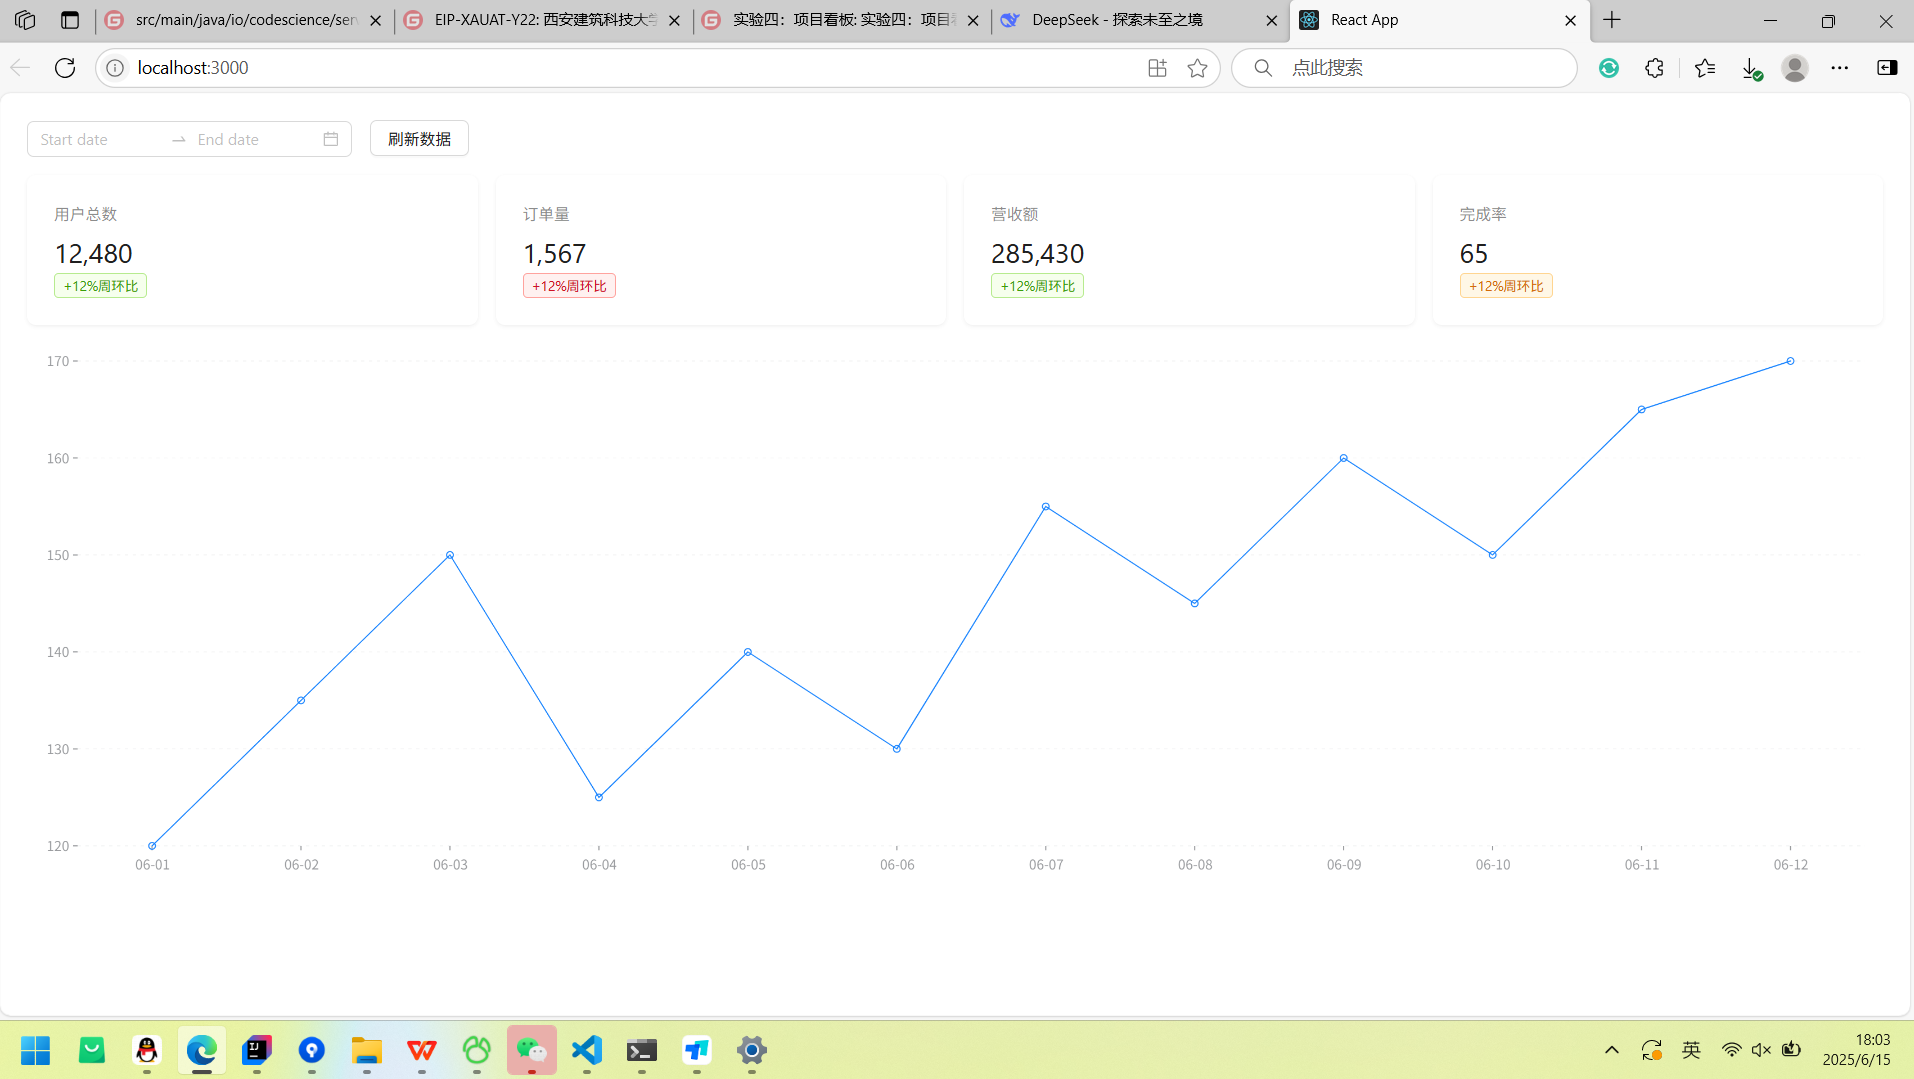 src/main/java/io/codescience/ser
EIP-XAUAT-Y22: 西安建筑科技大学
实验四：项目看板: 实验四：项目看
DeepSeek - 探索未至之境
React App
localhost:3000
点此搜索
Start date
End date
刷新数据
用户总数
12,480
+12%周环比
订单量
1,567
+12%周环比
营收额
285,430
+12%周环比
完成率
65
+12%周环比
170
160
150
140
130
120
06-01
06-02
06-03
06-04
06-05
06-06
06-07
06-08
06-09
06-10
06-11
06-12
英
18:03
2025/6/15